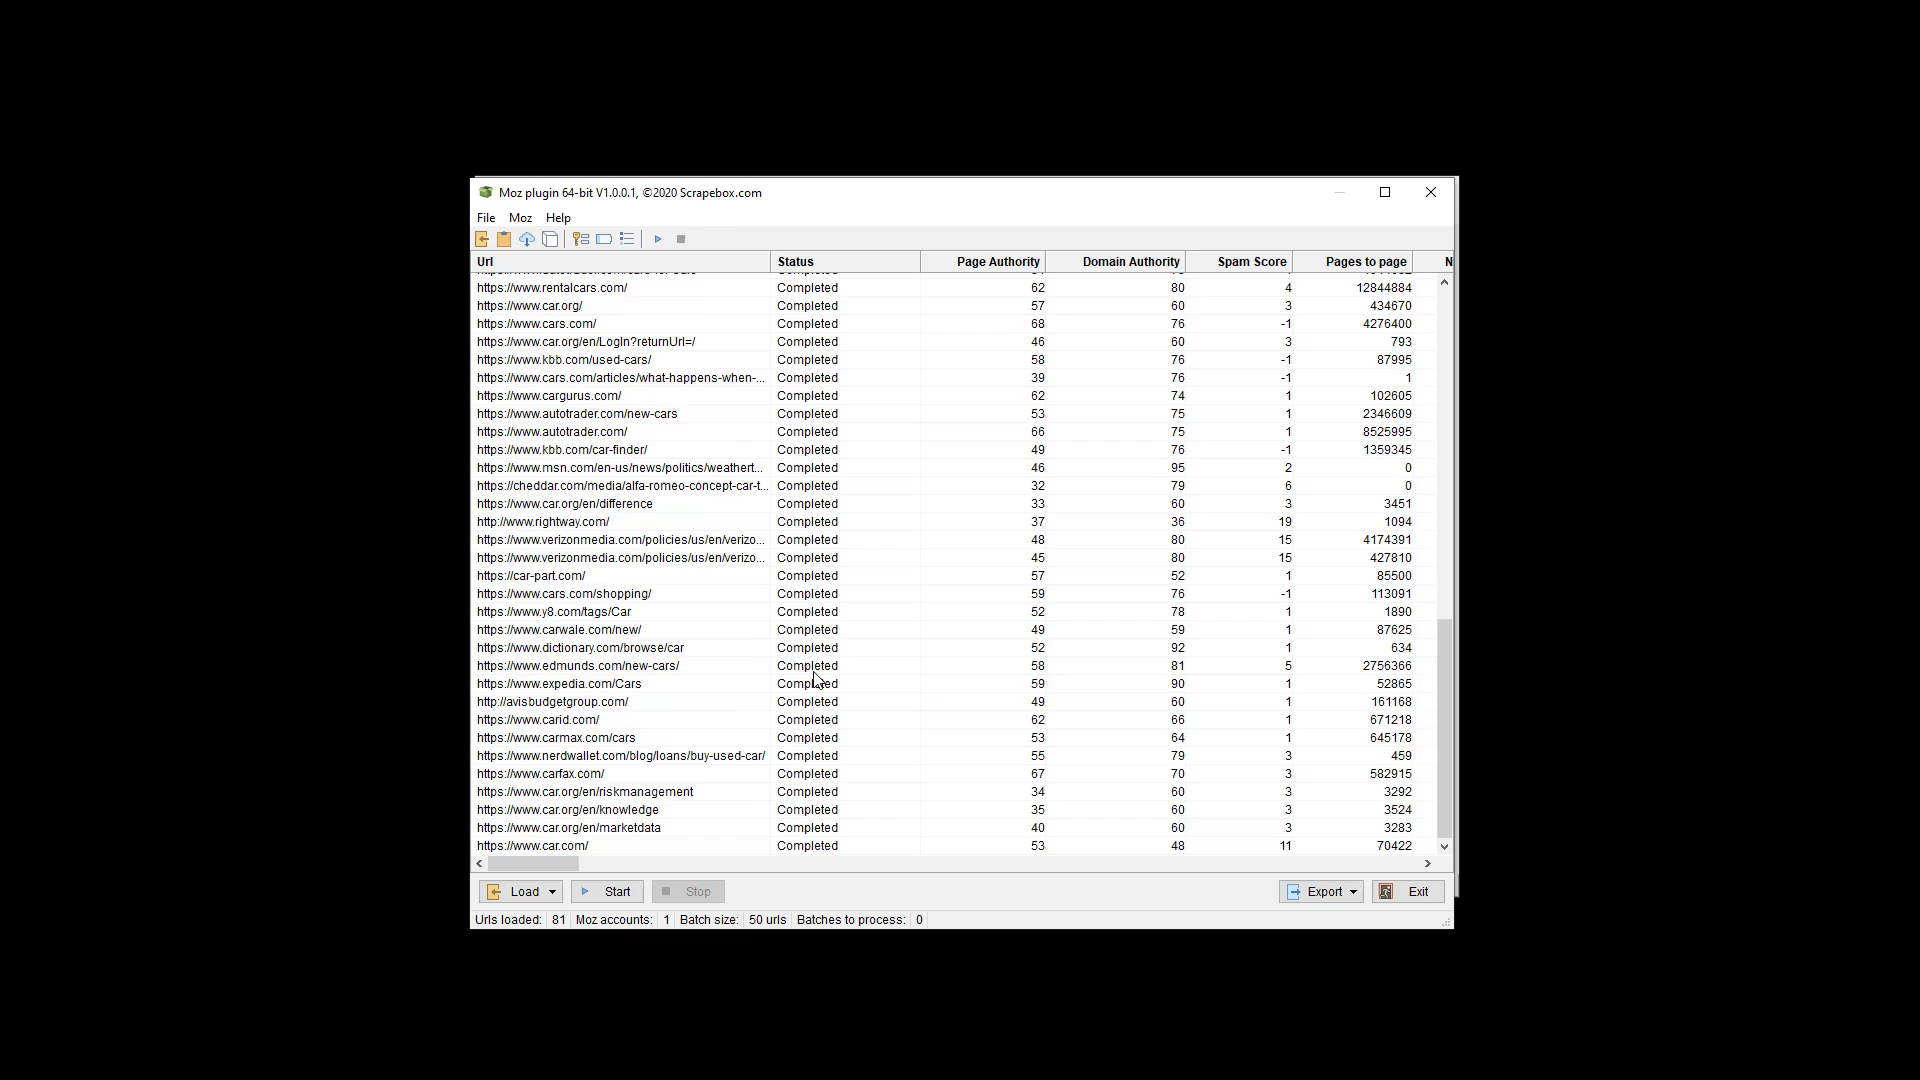 Moz plugin 64-bit V1.0.0.1, ©2020 Scrapebox.com
File Moz Help
Url Status Page Authority Domain Authority Spam Score Pages to page N
https://www.rentalcars.com/ Completed 62 80 4 12844884
https://www.car.org/ Completed 57 60 3 434670
https://www.cars.com/ Completed 68 76 -1 4276400
https://www.car.org/en/LogIn?returnUrl=/ Completed 46 60 3 793
https://www.kbb.com/used-cars/ Completed 58 76 -1 87995
https://www.cars.com/articles/what-happens-when-... Completed 39 76 -1 1
https://www.cargurus.com/ Completed 62 74 1 102605
https://www.autotrader.com/new-cars Completed 53 75 1 2346609
https://www.autotrader.com/ Completed 66 75 1 8525995
https://www.kbb.com/car-finder/ Completed 49 76 -1 1359345
https://www.msn.com/en-us/news/politics/weathert... Completed 46 95 2 0
https://cheddar.com/media/alfa-romeo-concept-car-t... Completed 32 79 6 0
https://www.car.org/en/difference Completed 33 60 3 3451
http://www.rightway.com/ Completed 37 36 19 1094
https://www.verizonmedia.com/policies/us/en/verizo... Completed 48 80 15 4174391
https://www.verizonmedia.com/policies/us/en/verizo... Completed 45 80 15 427810
https://car-part.com/ Completed 57 52 1 85500
https://www.cars.com/shopping/ Completed 59 76 -1 113091
https://www.y8.com/tags/Car Completed 52 78 1 1890
https://www.carwale.com/new/ Completed 49 59 1 87625
https://www.dictionary.com/browse/car Completed 52 92 1 634
https://www.edmunds.com/new-cars/ Completed 58 81 5 2756366
https://www.expedia.com/Cars Completed 59 90 1 52865
http://avisbudgetgroup.com/ Completed 49 60 1 161168
https://www.carid.com/ Completed 62 66 1 671218
https://www.carmax.com/cars Completed 53 64 1 645178
https://www.nerdwallet.com/blog/loans/buy-used-car/ Completed 55 79 3 459
https://www.carfax.com/ Completed 67 70 3 582915
https://www.car.org/en/riskmanagement Completed 34 60 3 3292
https://www.car.org/en/knowledge Completed 35 60 3 3524
https://www.car.org/en/marketdata Completed 40 60 3 3283
https://www.car.com/ Completed 53 48 11 70422
Load Start Stop Export Exit
Urls loaded: 81 Moz accounts: 1 Batch size: 50 urls Batches to process: 0